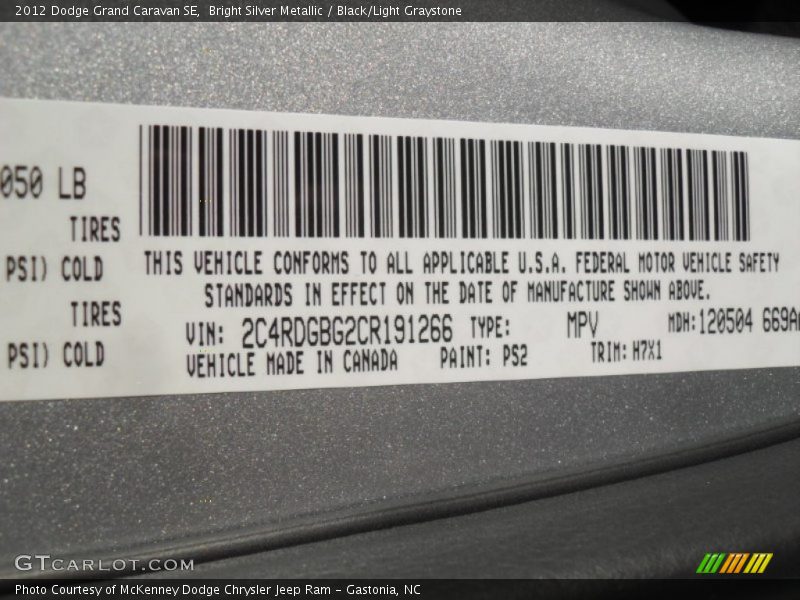 2012 Dodge Grand Caravan SE,  Bright Silver Metallic / Black/Light Graystone
050 LB
TIRES
PSI) COLD
TIRES
PSI) COLD
THIS VEHICLE CONFORMS TO ALL APPLICABLE U.S.A. FEDERAL MOTOR VEHICLE SAFETY
STANDARDS IN EFFECT ON THE DATE OF MANUFACTURE SHOWN ABOVE.
VIN: 2C4RDGBG2CR191266 TYPE: MPV MDH:120504 669A
VEHICLE MADE IN CANADA PAINT: PS2 TRIM: H7X1
GTCARLOT.COM
Photo Courtesy of McKenney Dodge Chrysler Jeep Ram – Gastonia, NC